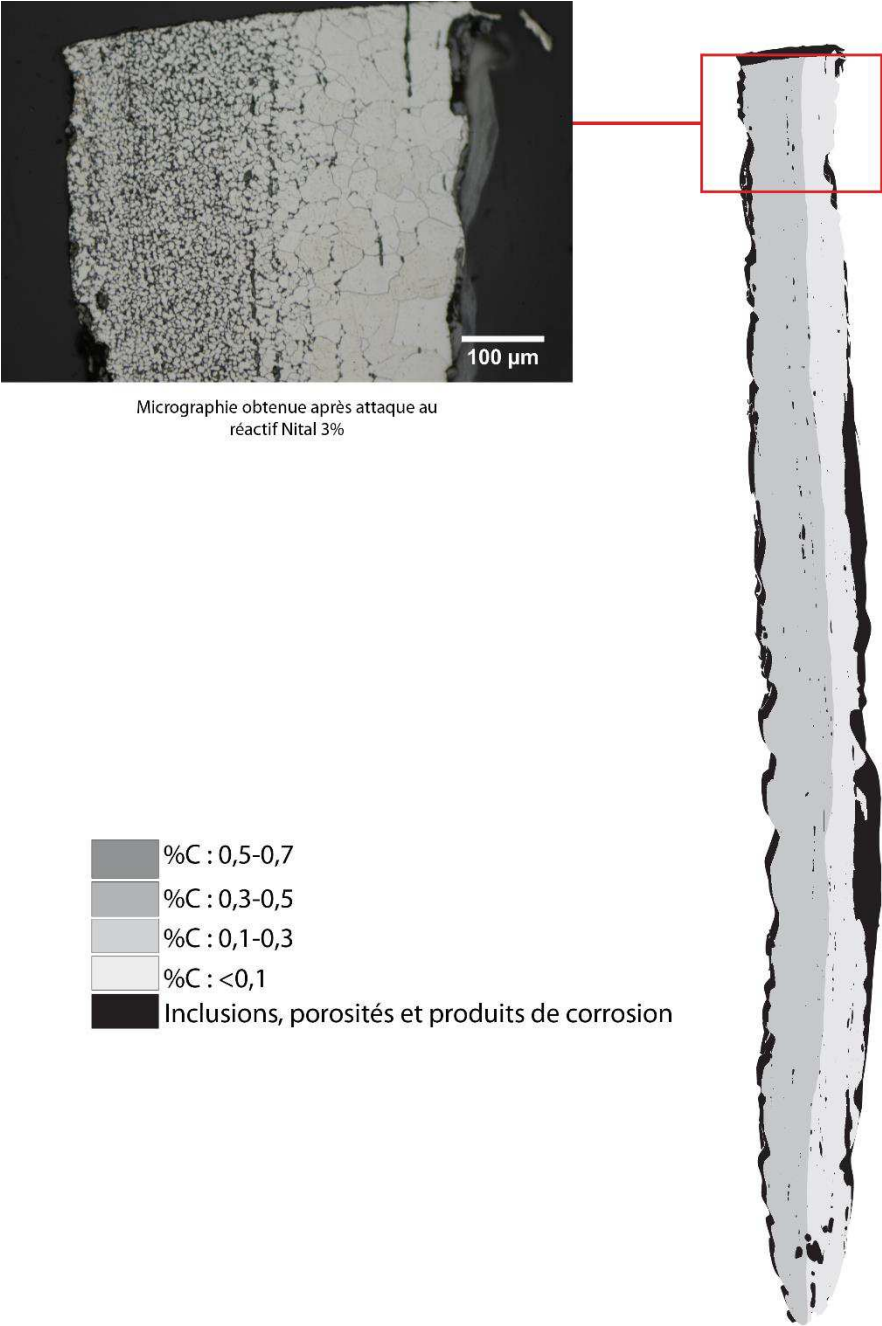 100 µm
Micrographie obtenue après attaque au
réactif Nital 3%
%C : 0,5-0,7
%C : 0,3-0,5
%C : 0,1-0,3
%C : <0,1
Inclusions, porosités et produits de corrosion